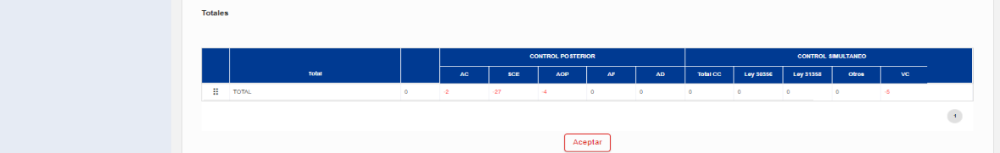 Totales
CONTROL POSTERIOR CONTROL SIMULTANEO
Total AC SCE AOP AF AD Total CC Ley 30356 Ley 31358 Otros VC
TOTAL 0 -2 -27 -4 0 0 0 0 0 0 -5
1
Aceptar